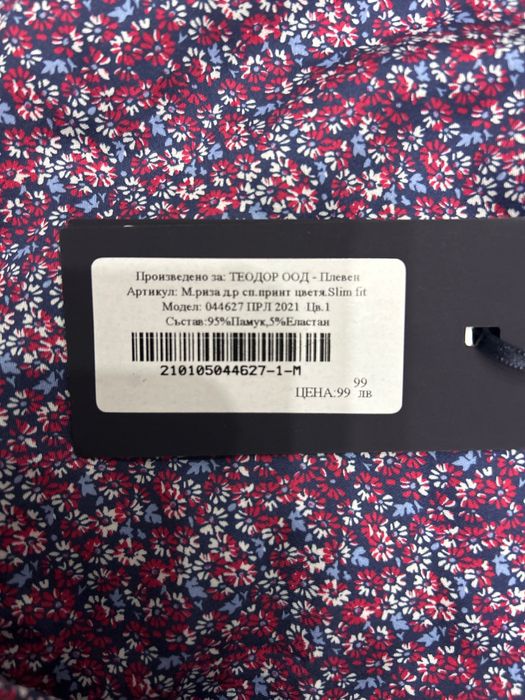 Произведено за: ТЕОДОР ООД - Плевен
Артикул: М.риза д.р сп.принт цветя.Slim fit
Модел: 044627 ПРЛ 2021 Цв.1
Състав:95%Памук,5%Еластан
210105044627-1-M
ЦЕНА:99 99 лв